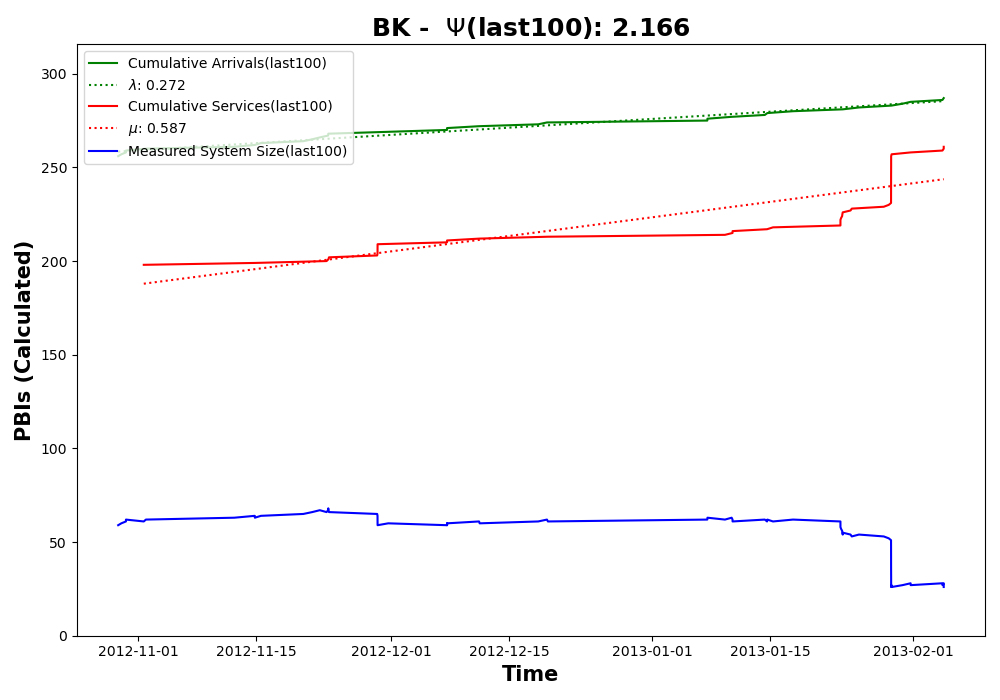 BK -  Ψ(last100): 2.166
Cumulative Arrivals(last100)
λ: 0.272
Cumulative Services(last100)
μ: 0.587
Measured System Size(last100)
300
250
200
150
100
50
0
PBIs (Calculated)
2012-11-01 2012-11-15 2012-12-01 2012-12-15 2013-01-01 2013-01-15 2013-02-01
Time